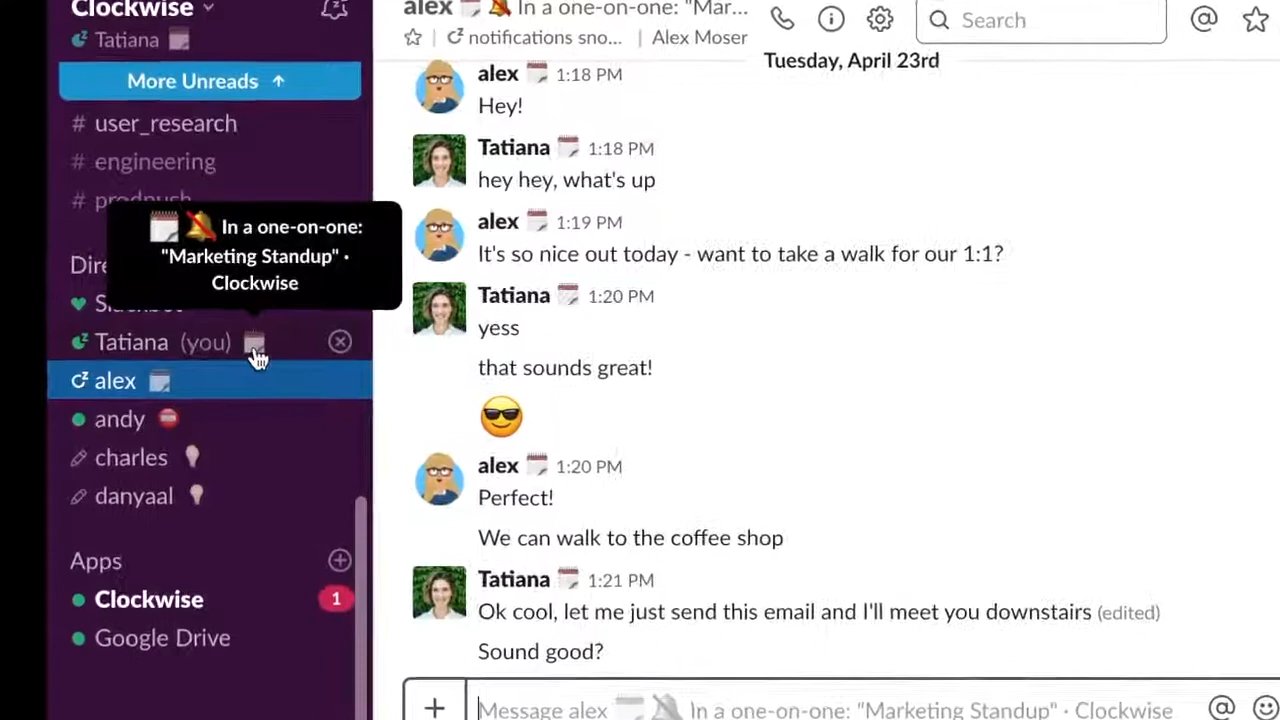 Clockwise
Tatiana
More Unreads ↑
# user_research
# engineering
# prodpush
In a one-on-one:
"Marketing Standup" •
Clockwise
Dire
Slackbot
Tatiana (you)
alex
andy
charles
danyaal
Apps
Clockwise 1
Google Drive
alex In a one-on-one: "Mar...
notifications sno... | Alex Moser
Search
Tuesday, April 23rd
alex 1:18 PM
Hey!
Tatiana 1:18 PM
hey hey, what's up
alex 1:19 PM
It's so nice out today - want to take a walk for our 1:1?
Tatiana 1:20 PM
yess
that sounds great!
alex 1:20 PM
Perfect!
We can walk to the coffee shop
Tatiana 1:21 PM
Ok cool, let me just send this email and I'll meet you downstairs (edited)
Sound good?
Message alex In a one-on-one: "Marketing Standup" • Clockwise